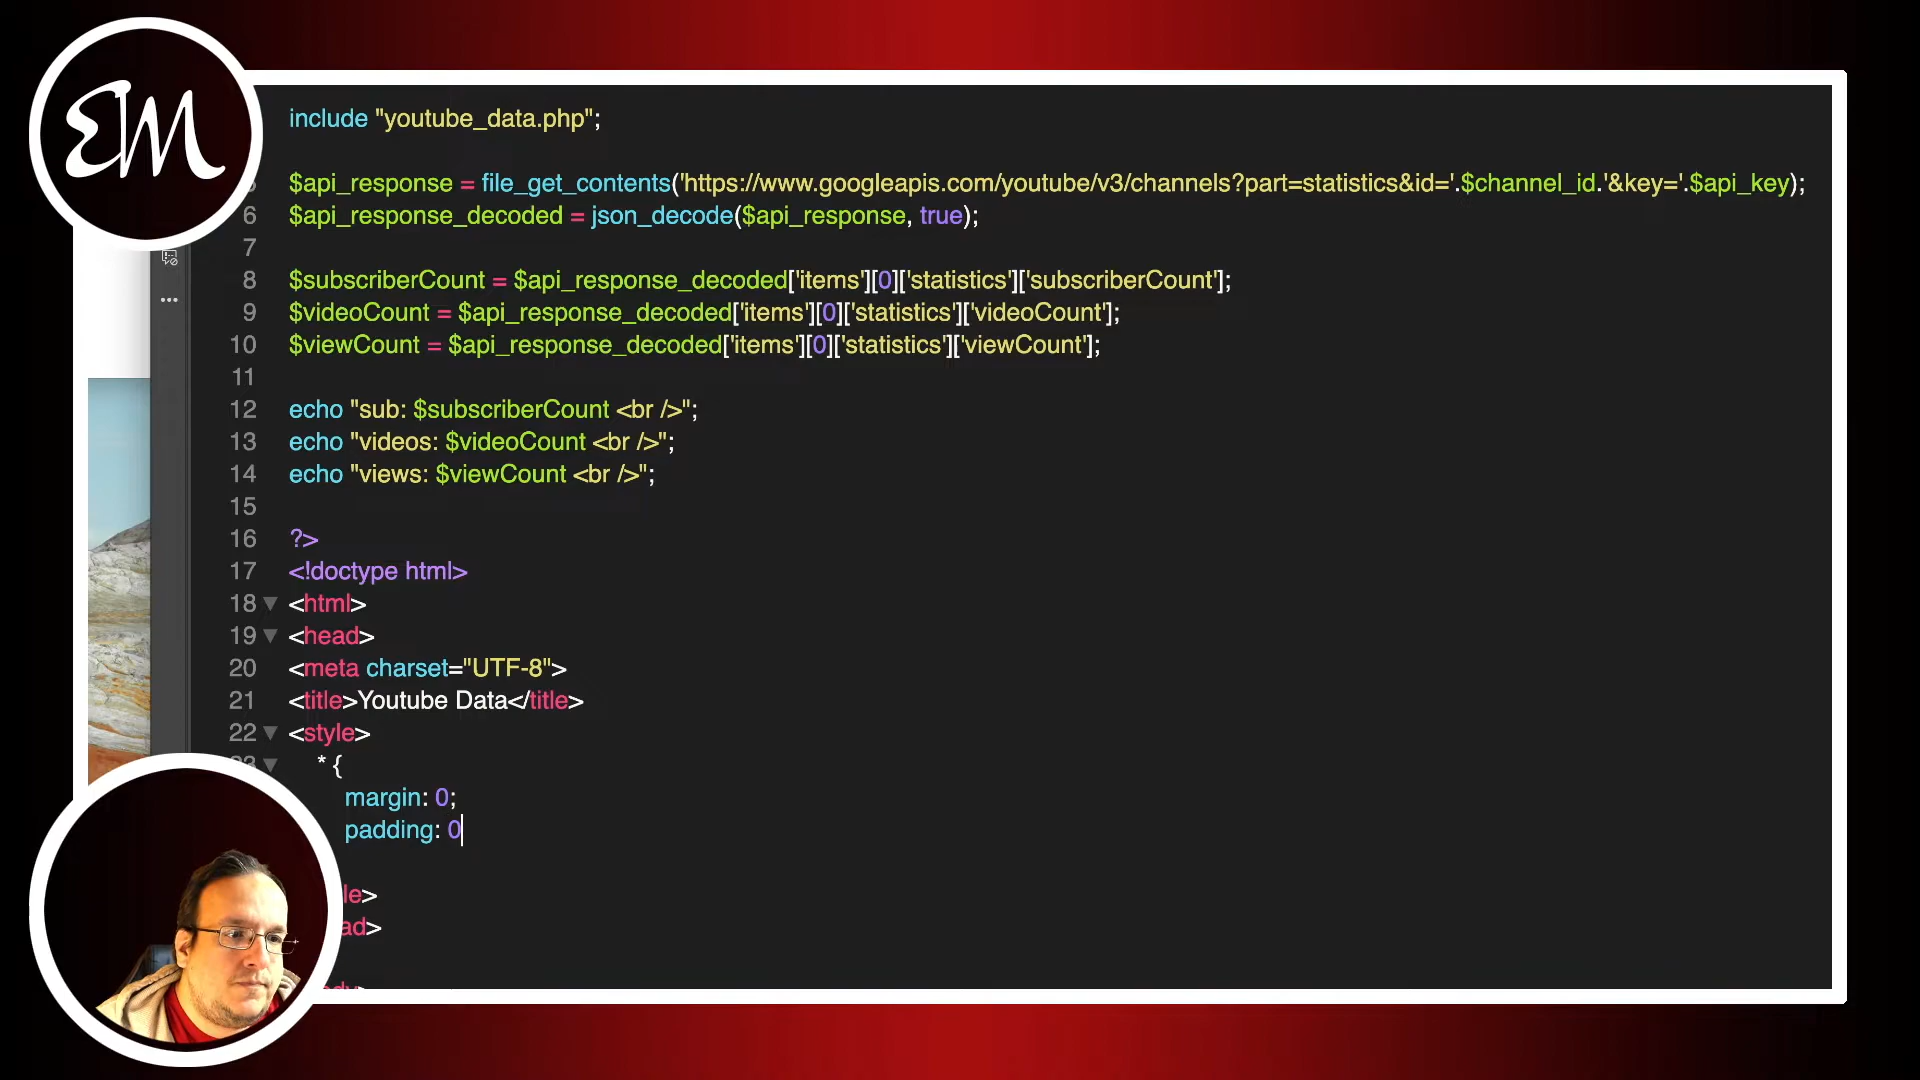 EM
include "youtube_data.php";
$api_response = file_get_contents('https://www.googleapis.com/youtube/v3/channels?part=statistics&id='.$channel_id.'&key='.$api_key);
6 $api_response_decoded = json_decode($api_response, true);
7
8 $subscriberCount = $api_response_decoded['items'][0]['statistics']['subscriberCount'];
9 $videoCount = $api_response_decoded['items'][0]['statistics']['videoCount'];
10 $viewCount = $api_response_decoded['items'][0]['statistics']['viewCount'];
11
12 echo "sub: $subscriberCount <br />";
13 echo "videos: $videoCount <br />";
14 echo "views: $viewCount <br />";
15
16 ?>
17 <!doctype html>
18 <html>
19 <head>
20 <meta charset="UTF-8">
21 <title>Youtube Data</title>
22 <style>
23 * {
margin: 0;
padding: 0
le>
ad>